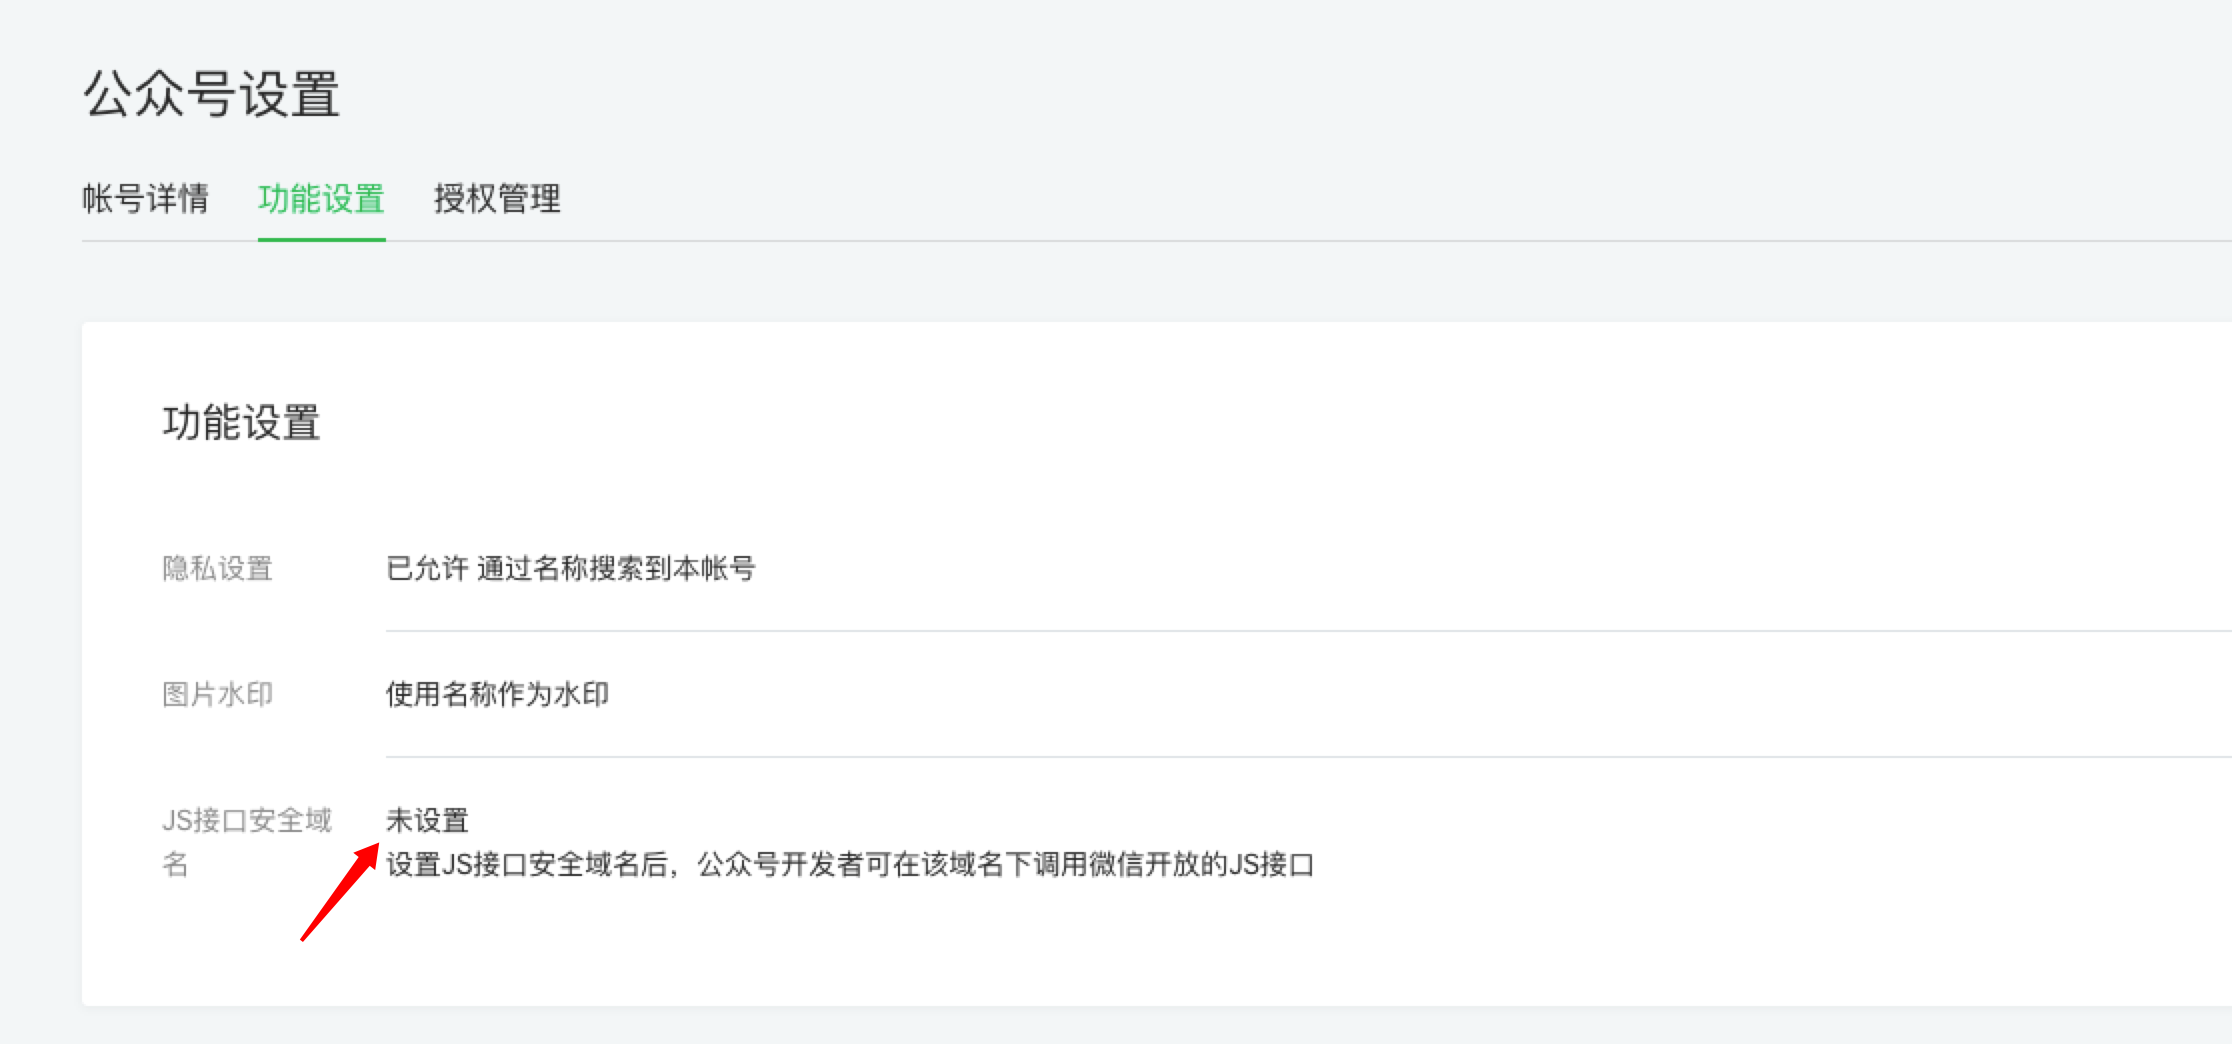 公众号设置
帐号详情 功能设置 授权管理
功能设置
隐私设置 已允许 通过名称搜索到本帐号
图片水印 使用名称作为水印
JS接口安全域 未设置
名 设置JS接口安全域名后，公众号开发者可在该域名下调用微信开放的JS接口